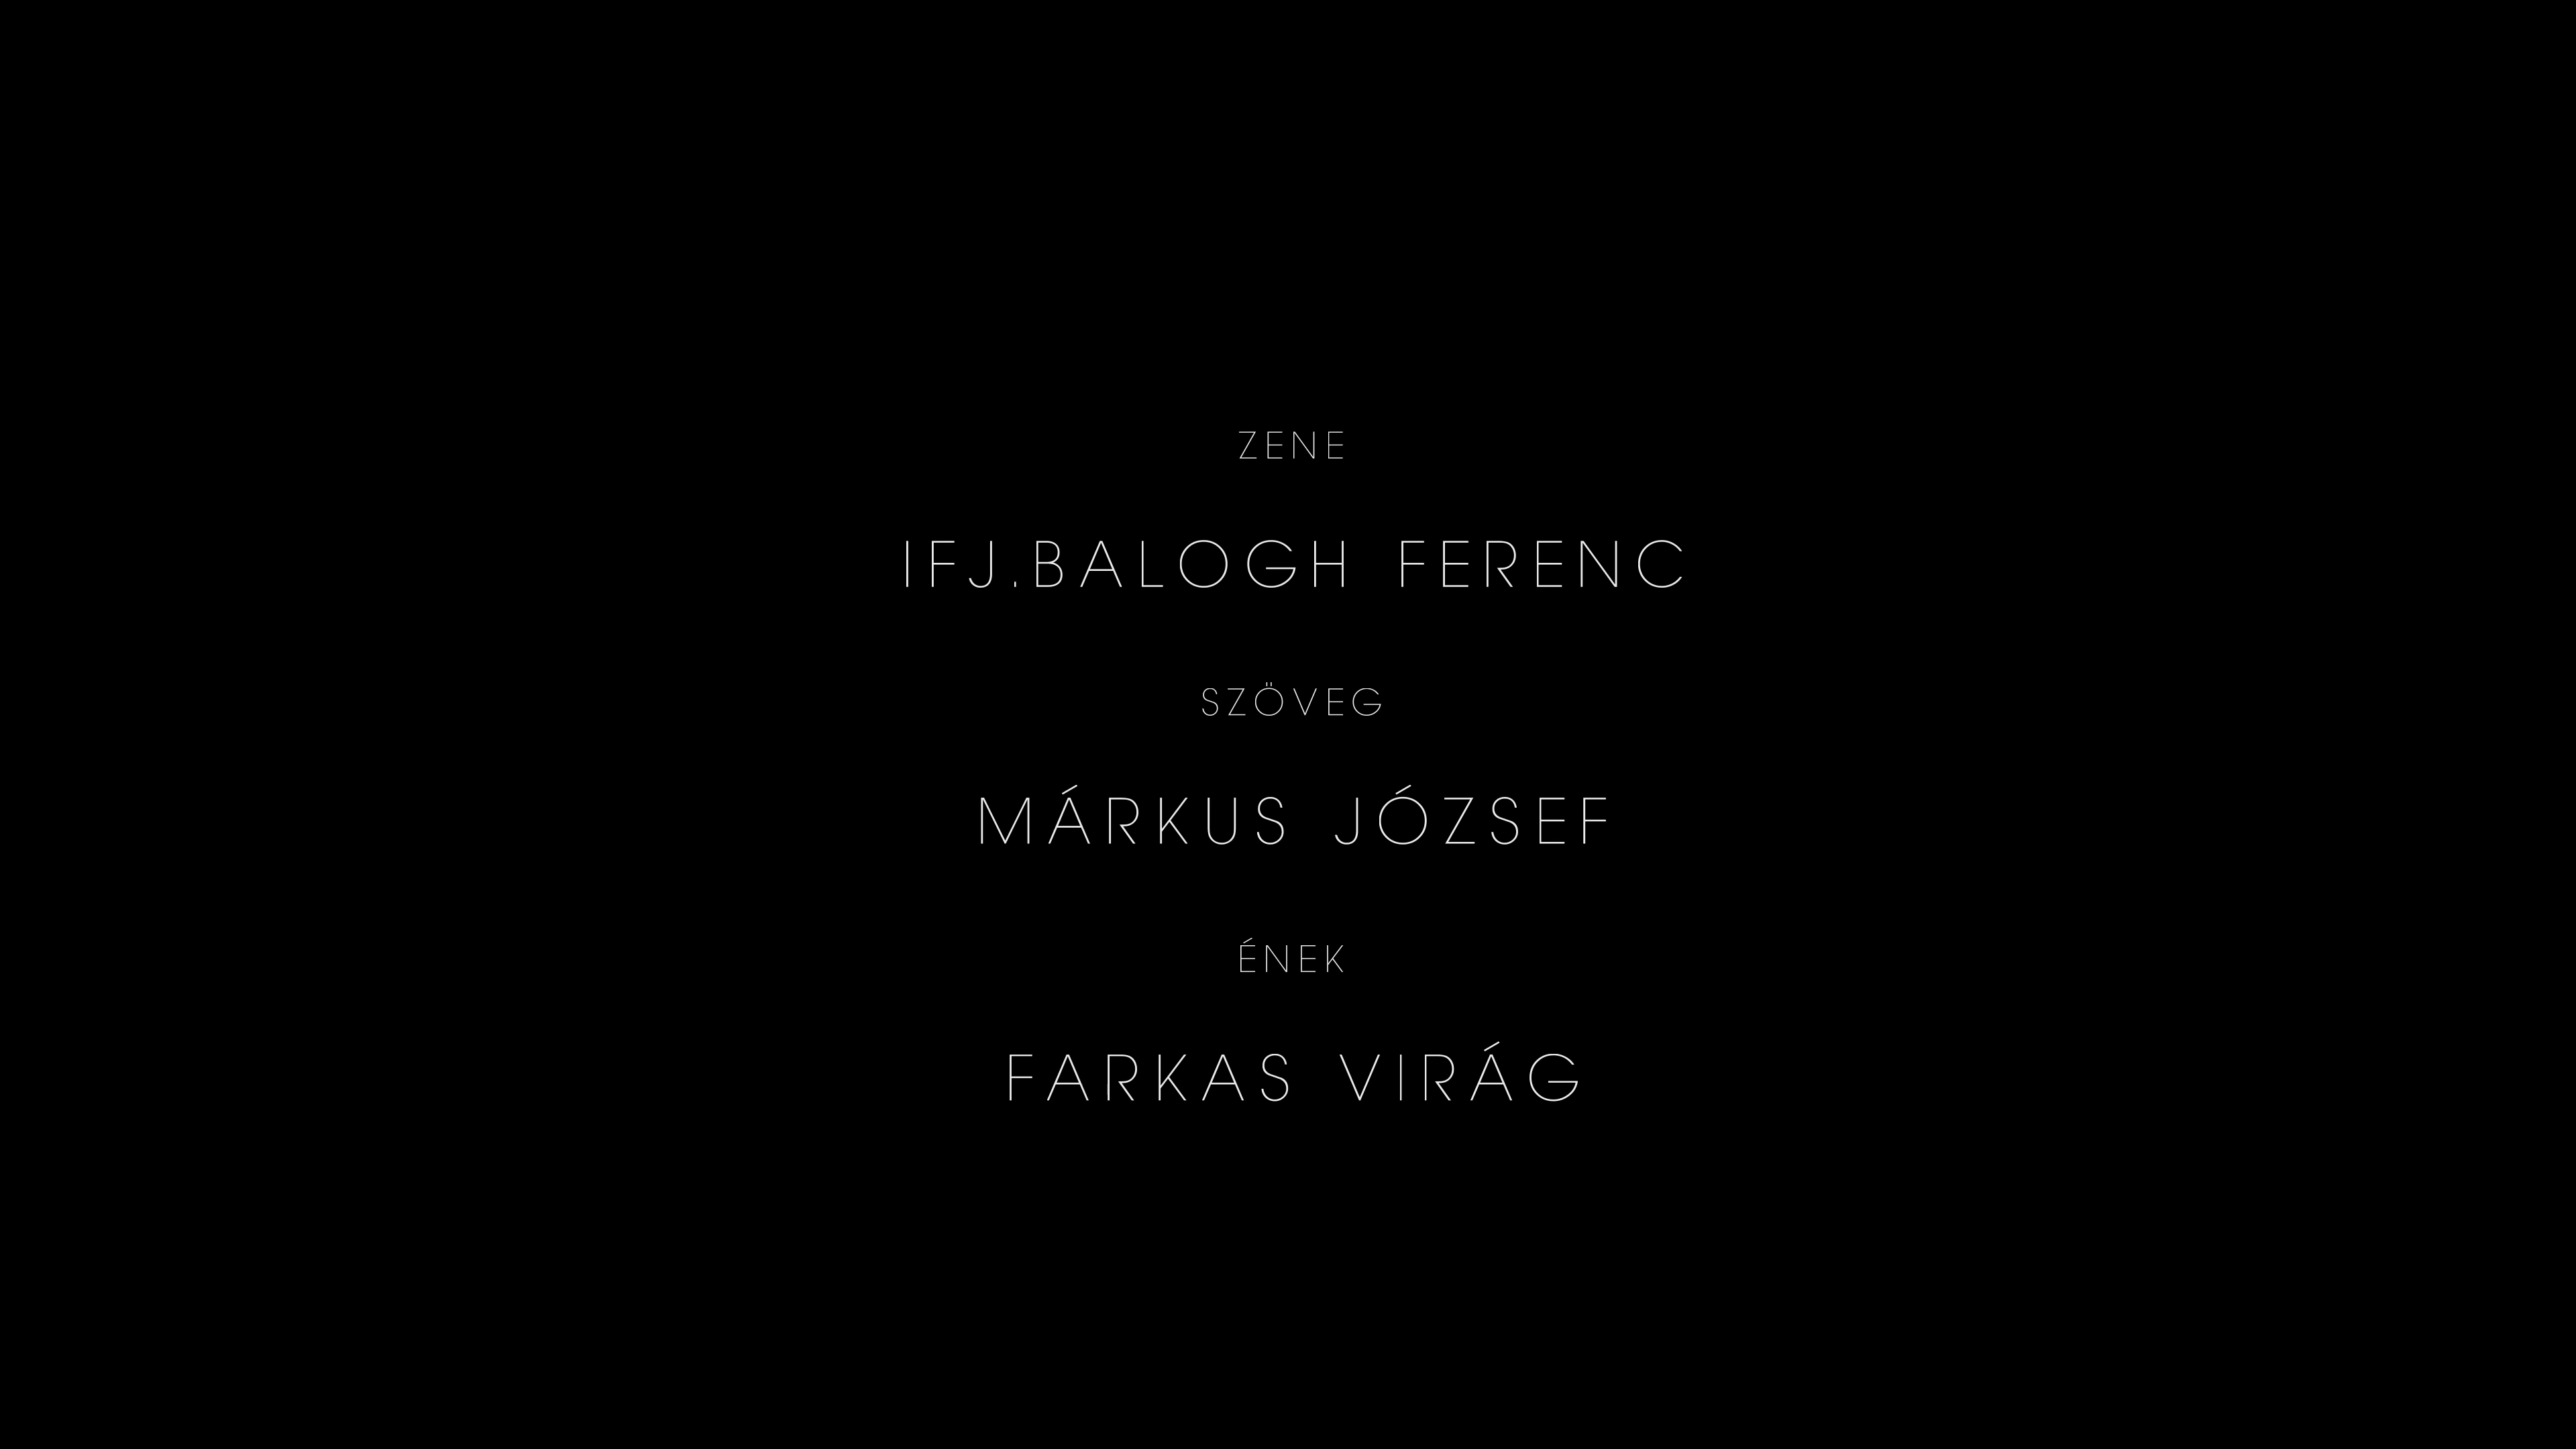 ZENE
IFJ.BALOGH FERENC
SZÖVEG
MÁRKUS JÓZSEF
ÉNEK
FARKAS VIRÁG